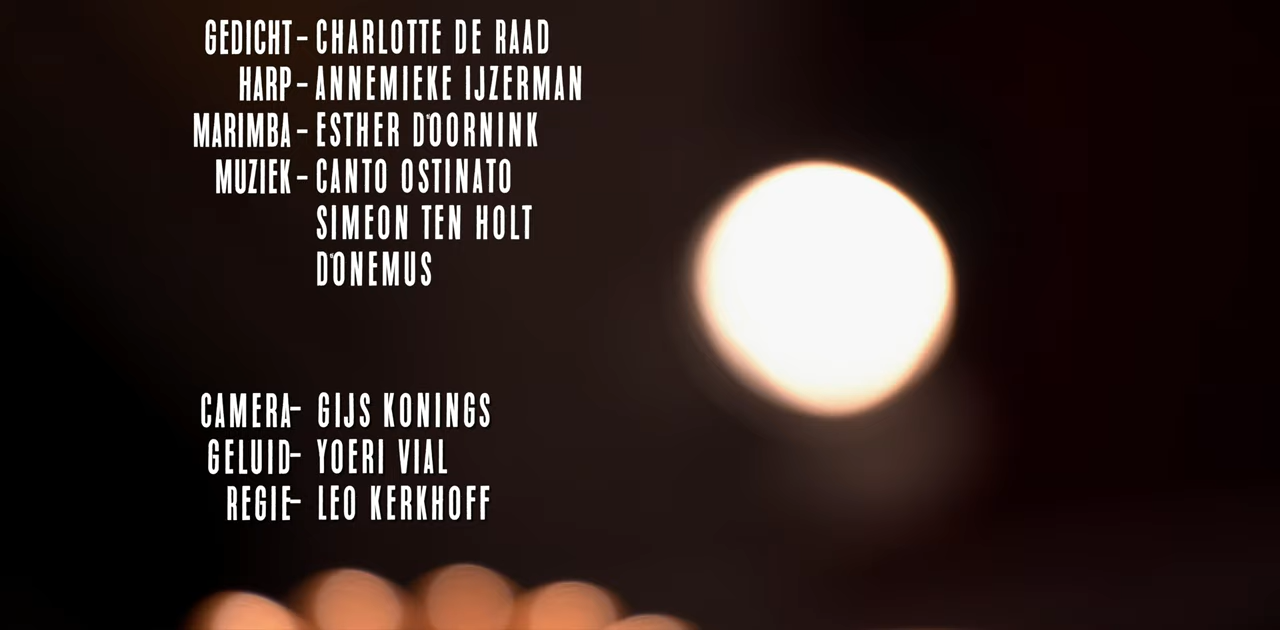 GEDICHT - CHARLOTTE DE RAAD
HARP - ANNEMIEKE IJZERMAN
MARIMBA - ESTHER DOORNINK
MUZIEK - CANTO OSTINATO
SIMEON TEN HOLT
DONEMUS
CAMERA - GIJS KONINGS
GELUID - YOERI VIAL
REGIE - LEO KERKHOFF